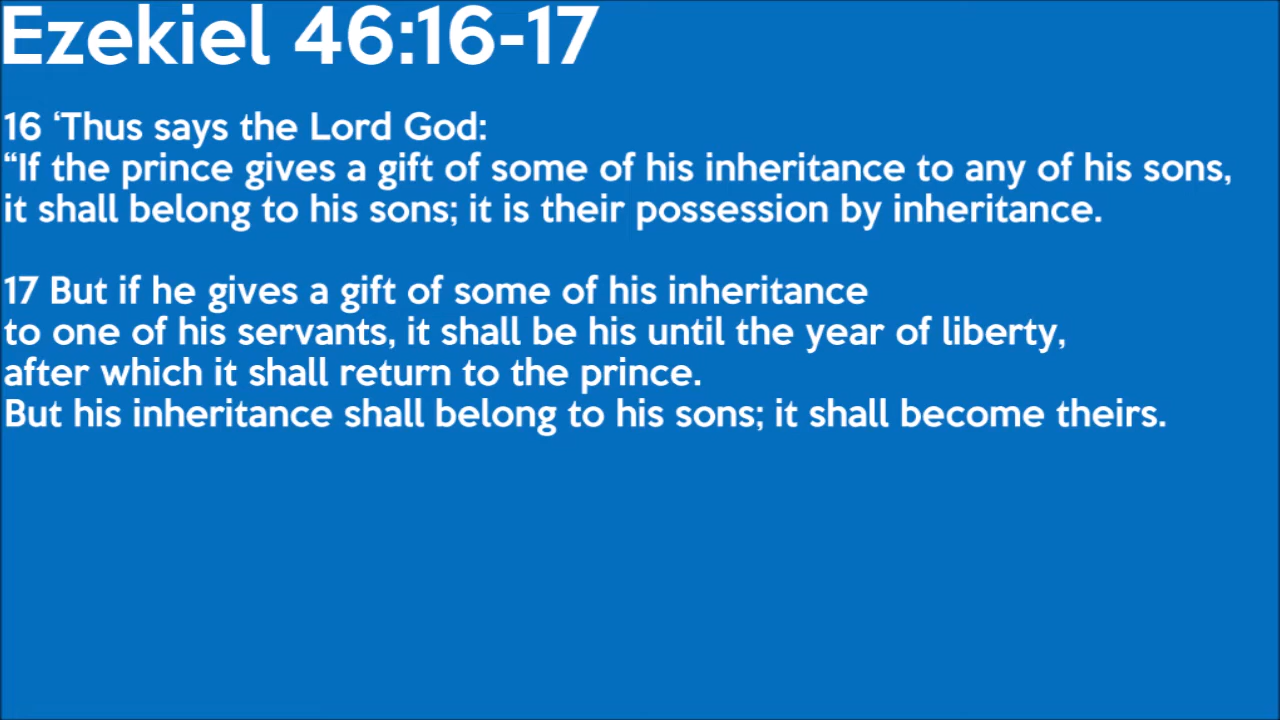 Ezekiel 46:16-17
16 ‘Thus says the Lord God:
“If the prince gives a gift of some of his inheritance to any of his sons,
it shall belong to his sons; it is their possession by inheritance.
17 But if he gives a gift of some of his inheritance
to one of his servants, it shall be his until the year of liberty,
after which it shall return to the prince.
But his inheritance shall belong to his sons; it shall become theirs.